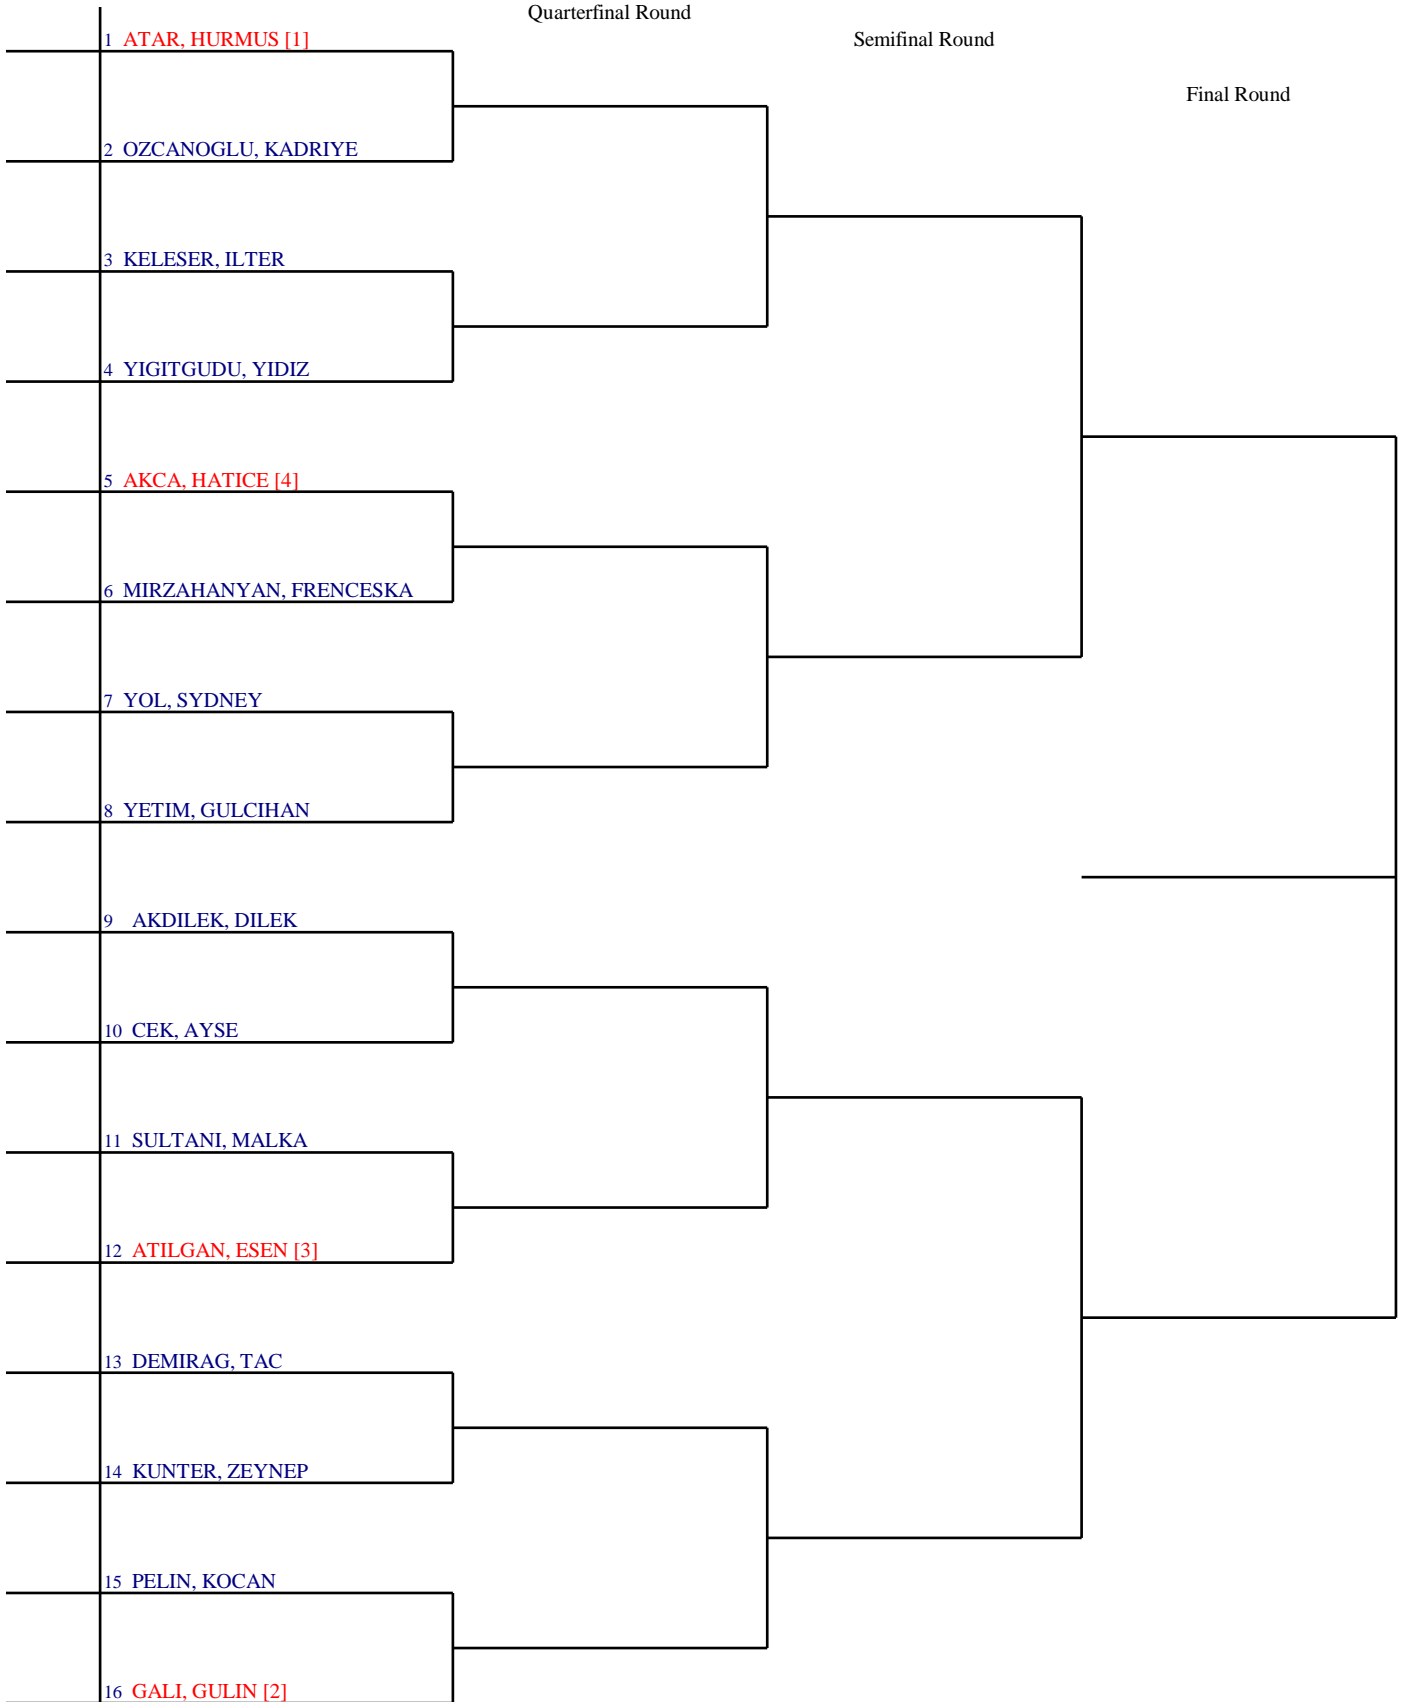 Quarterfinal Round
Semifinal Round
Final Round
1 ATAR, HURMUS [1]
2 OZCANOGLU, KADRIYE
3 KELESER, ILTER
4 YIGITGUDU, YIDIZ
5 AKCA, HATICE [4]
6 MIRZAHANYAN, FRENCESKA
7 YOL, SYDNEY
8 YETIM, GULCIHAN
9 AKDILEK, DILEK
10 CEK, AYSE
11 SULTANI, MALKA
12 ATILGAN, ESEN [3]
13 DEMIRAG, TAC
14 KUNTER, ZEYNEP
15 PELIN, KOCAN
16 GALI, GULIN [2]